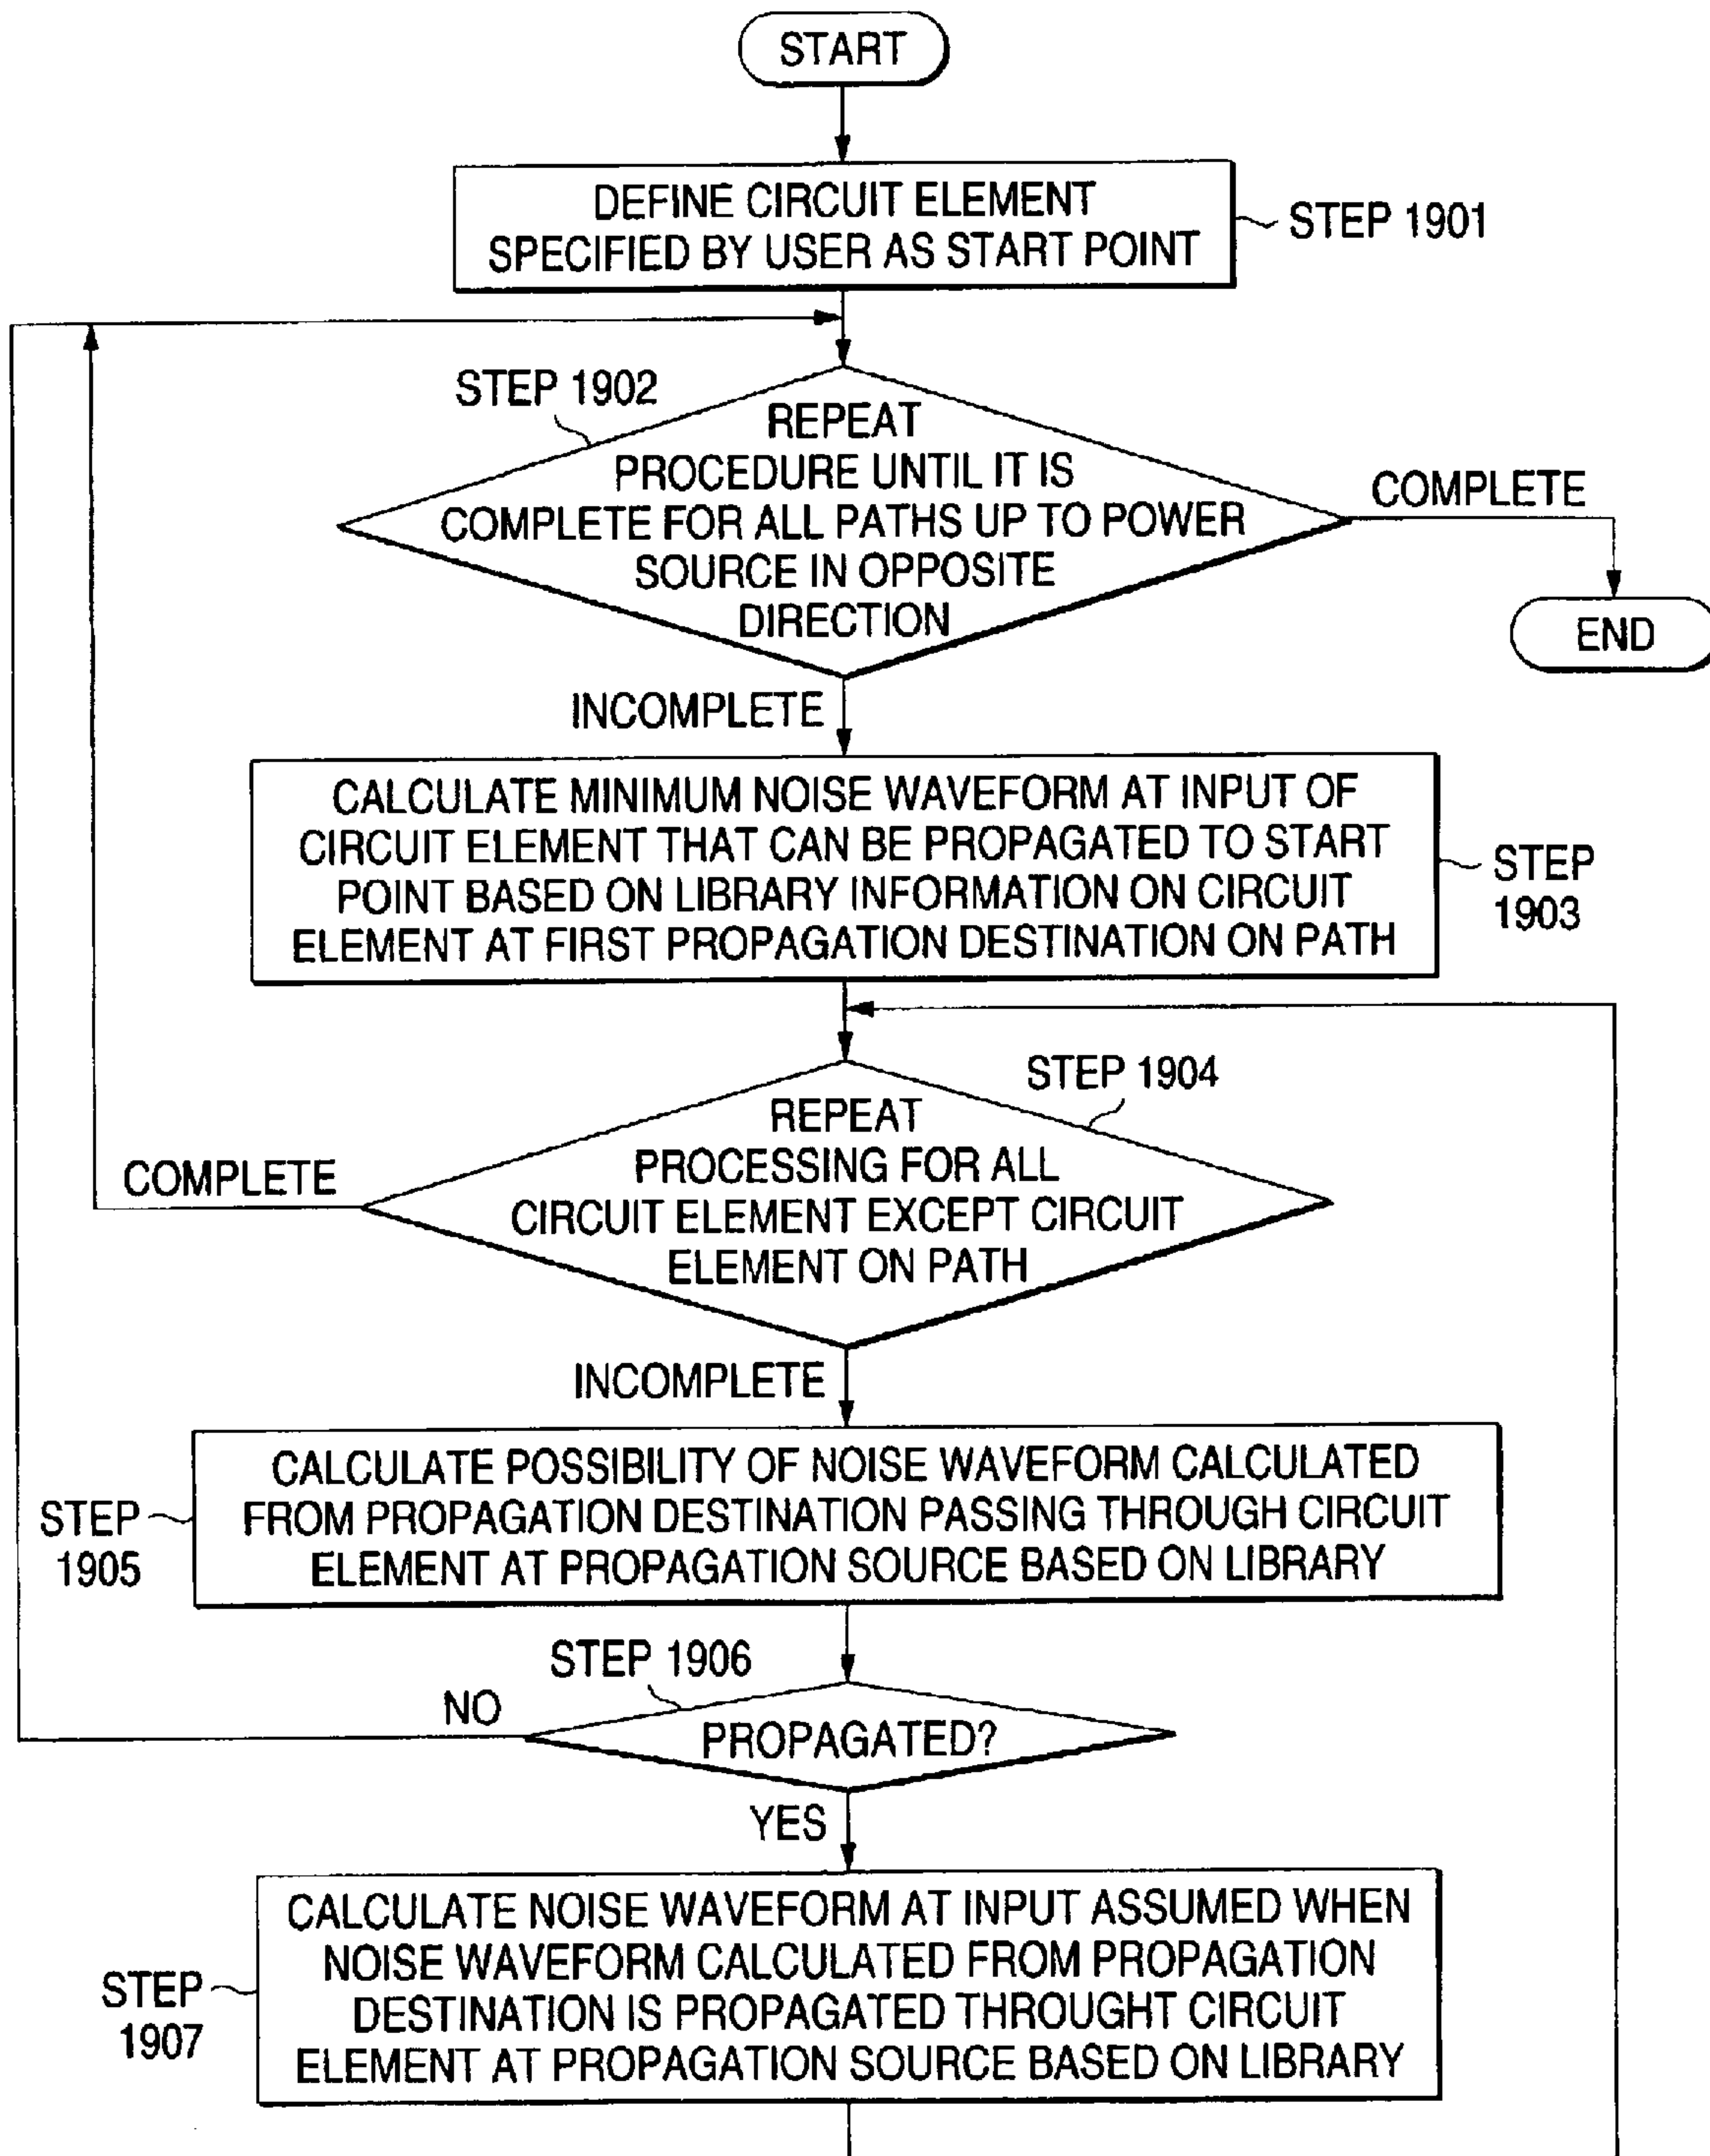 START
DEFINE CIRCUIT ELEMENT
SPECIFIED BY USER AS START POINT
STEP 1901
STEP 1902
REPEAT
PROCEDURE UNTIL IT IS
COMPLETE FOR ALL PATHS UP TO POWER
SOURCE IN OPPOSITE
DIRECTION
COMPLETE
END
INCOMPLETE
CALCULATE MINIMUM NOISE WAVEFORM AT INPUT OF
CIRCUIT ELEMENT THAT CAN BE PROPAGATED TO START
POINT BASED ON LIBRARY INFORMATION ON CIRCUIT
ELEMENT AT FIRST PROPAGATION DESTINATION ON PATH
STEP
1903
STEP 1904
REPEAT
PROCESSING FOR ALL
CIRCUIT ELEMENT EXCEPT CIRCUIT
ELEMENT ON PATH
COMPLETE
INCOMPLETE
CALCULATE POSSIBILITY OF NOISE WAVEFORM CALCULATED
FROM PROPAGATION DESTINATION PASSING THROUGH CIRCUIT
ELEMENT AT PROPAGATION SOURCE BASED ON LIBRARY
STEP
1905
STEP 1906
NO
PROPAGATED?
YES
CALCULATE NOISE WAVEFORM AT INPUT ASSUMED WHEN
NOISE WAVEFORM CALCULATED FROM PROPAGATION
DESTINATION IS PROPAGATED THROUGHT CIRCUIT
ELEMENT AT PROPAGATION SOURCE BASED ON LIBRARY
STEP
1907